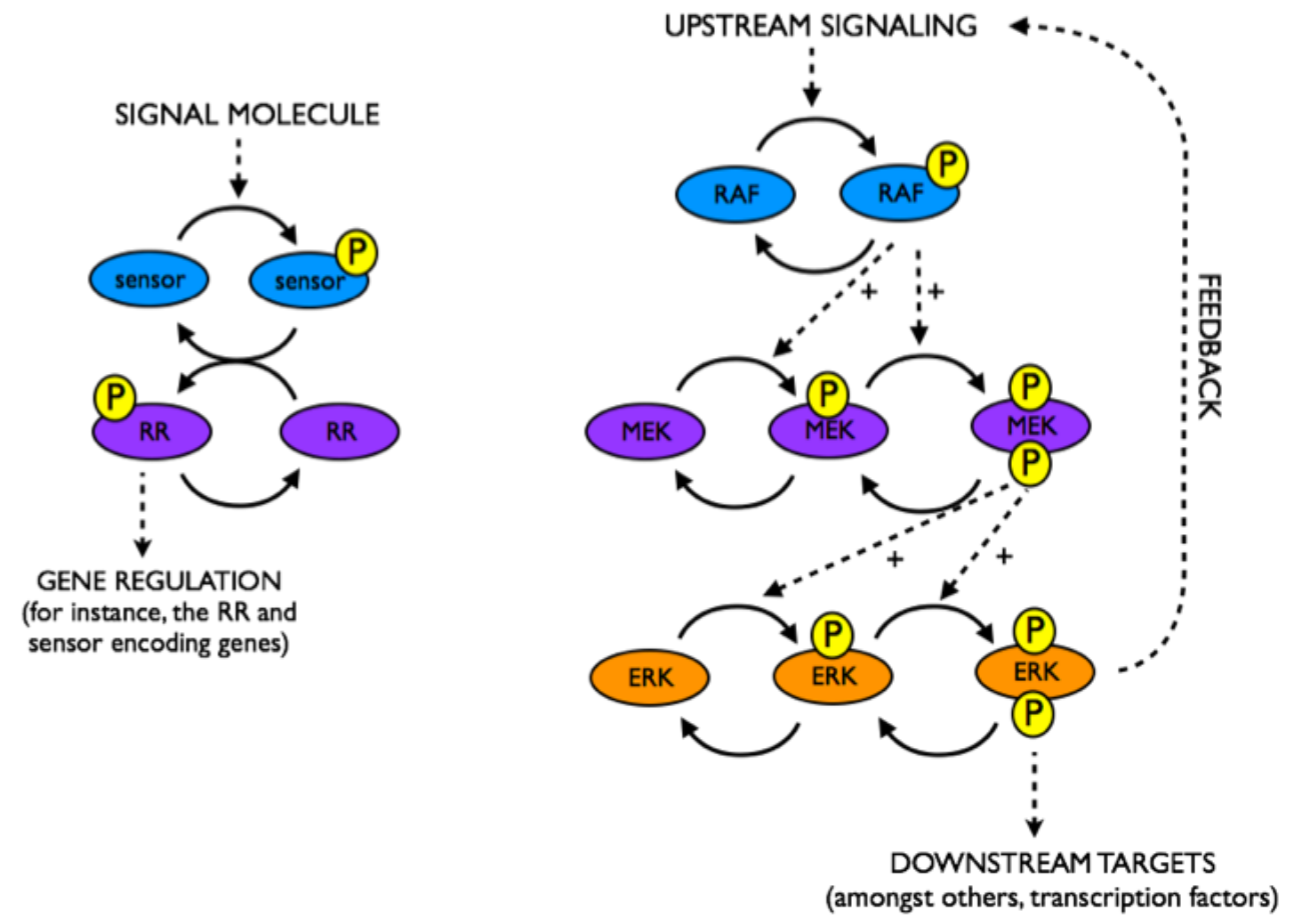 SIGNAL MOLECULE
sensor
P
sensor
P
RR
RR
GENE REGULATION
(for instance, the RR and
sensor encoding genes)
UPSTREAM SIGNALING
RAF
P
RAF
+
+
MEK
P
MEK
P
MEK
P
+
+
ERK
P
ERK
P
ERK
P
FEEDBACK
DOWNSTREAM TARGETS
(amongst others, transcription factors)